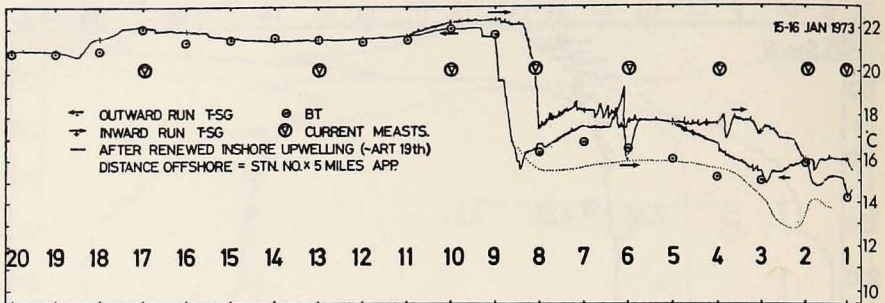 15-16 JAN 1973
OUTWARD RUN T-SG BT
INWARD RUN T-SG CURRENT MEASTS.
AFTER RENEWED INSHORE UPWELLING (~ART 19th)
DISTANCE OFFSHORE = STN. NO. x 5 MILES APP.
22
20
18
C
16
14
12
10
20 19 18 17 16 15 14 13 12 11 10 9 8 7 6 5 4 3 2 1